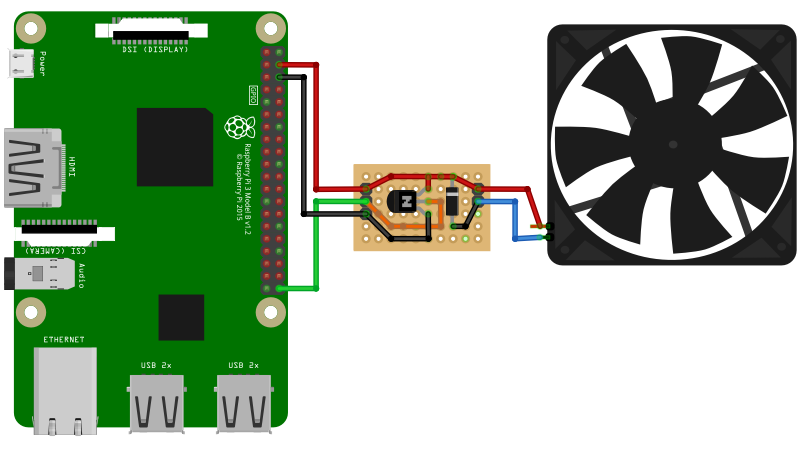 DSI (DISPLAY)
Power
GPIO
HDMI
Raspberry Pi 3 Model B v1.2
© Raspberry Pi 2015
N
CSI (CAMERA)
Audio
ETHERNET
USB 2x
USB 2x